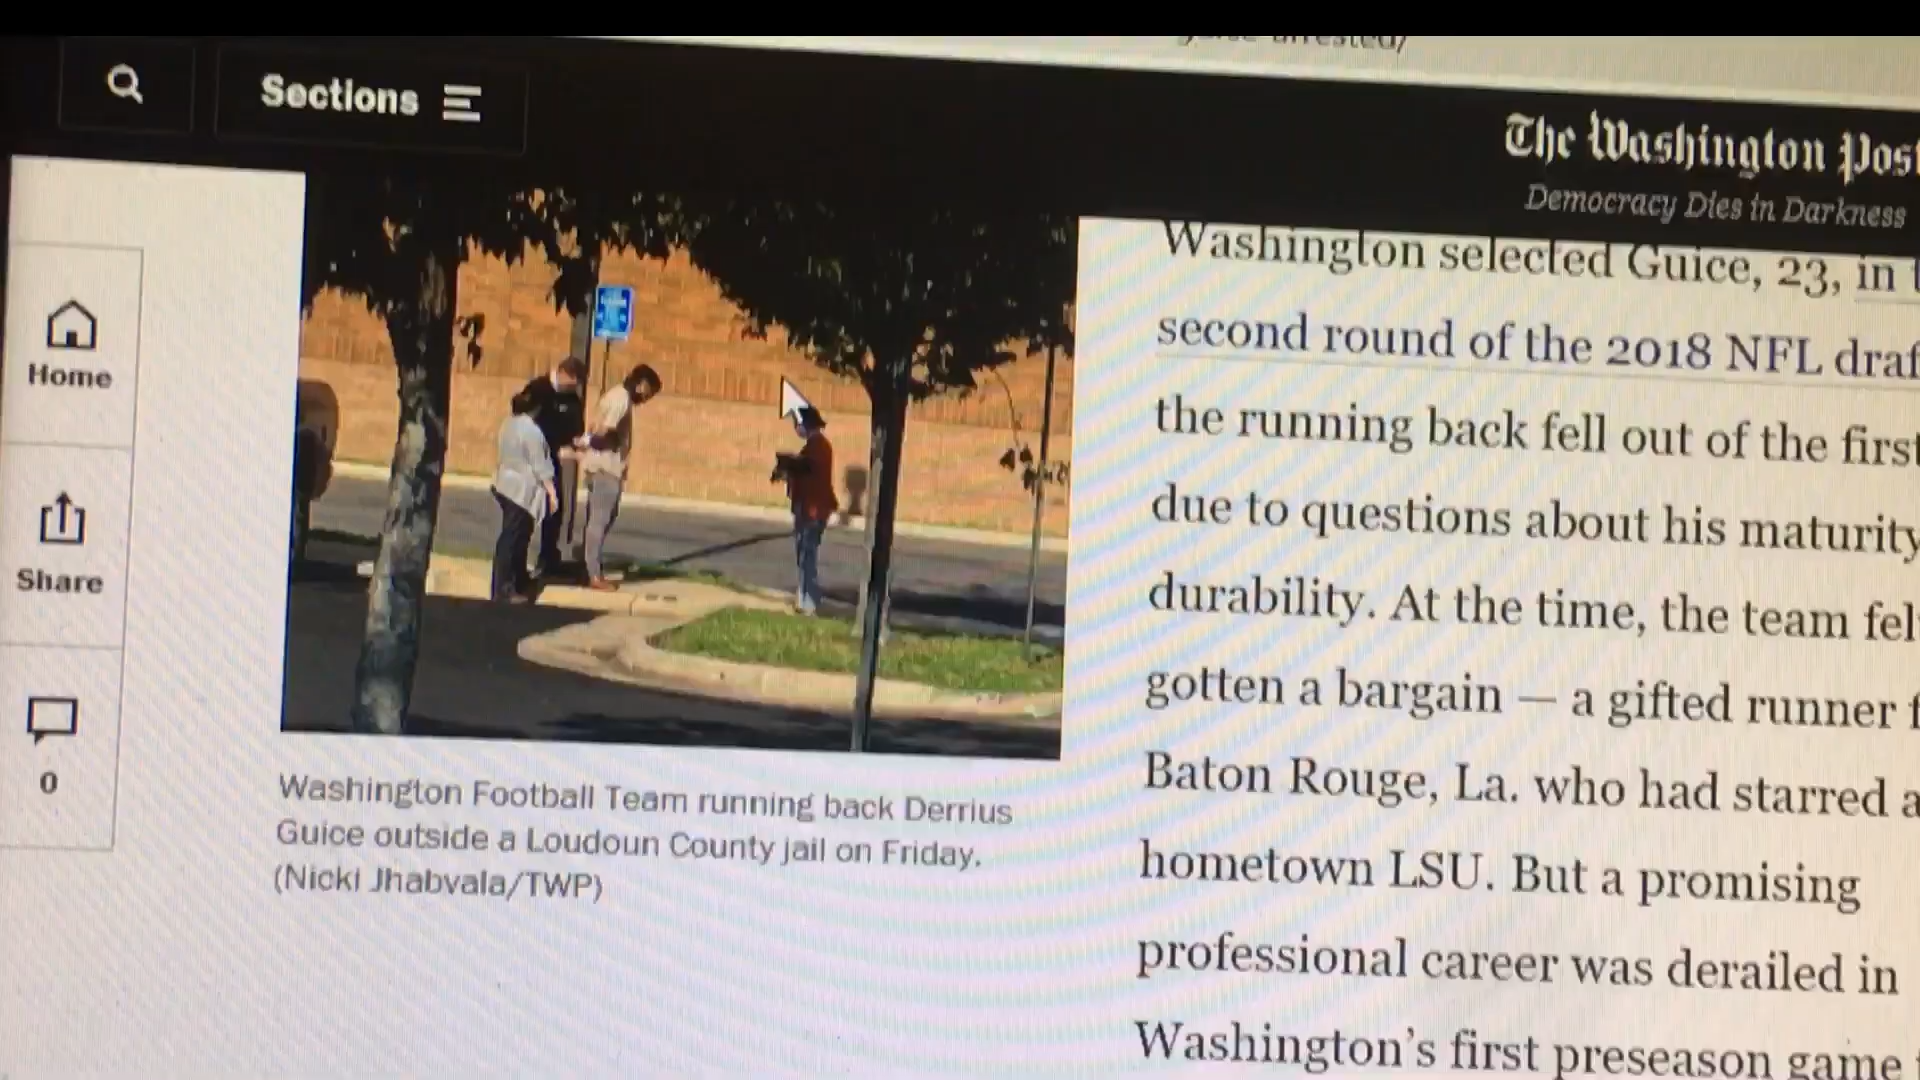 Sections
The Washington Post
Democracy Dies in Darkness
Home
Share
0
Washington Football Team running back Derrius
Guice outside a Loudoun County jail on Friday.
(Nicki Jhabvala/TWP)
Washington selected Guice, 23, in
second round of the 2018 NFL
the running back fell out of the first
due to questions about his maturity
durability. At the time, the team
gotten a bargain — a gifted runner
Baton Rouge, La. who had starred
hometown LSU. But a promising
professional career was derailed in
Washington's first preseason game